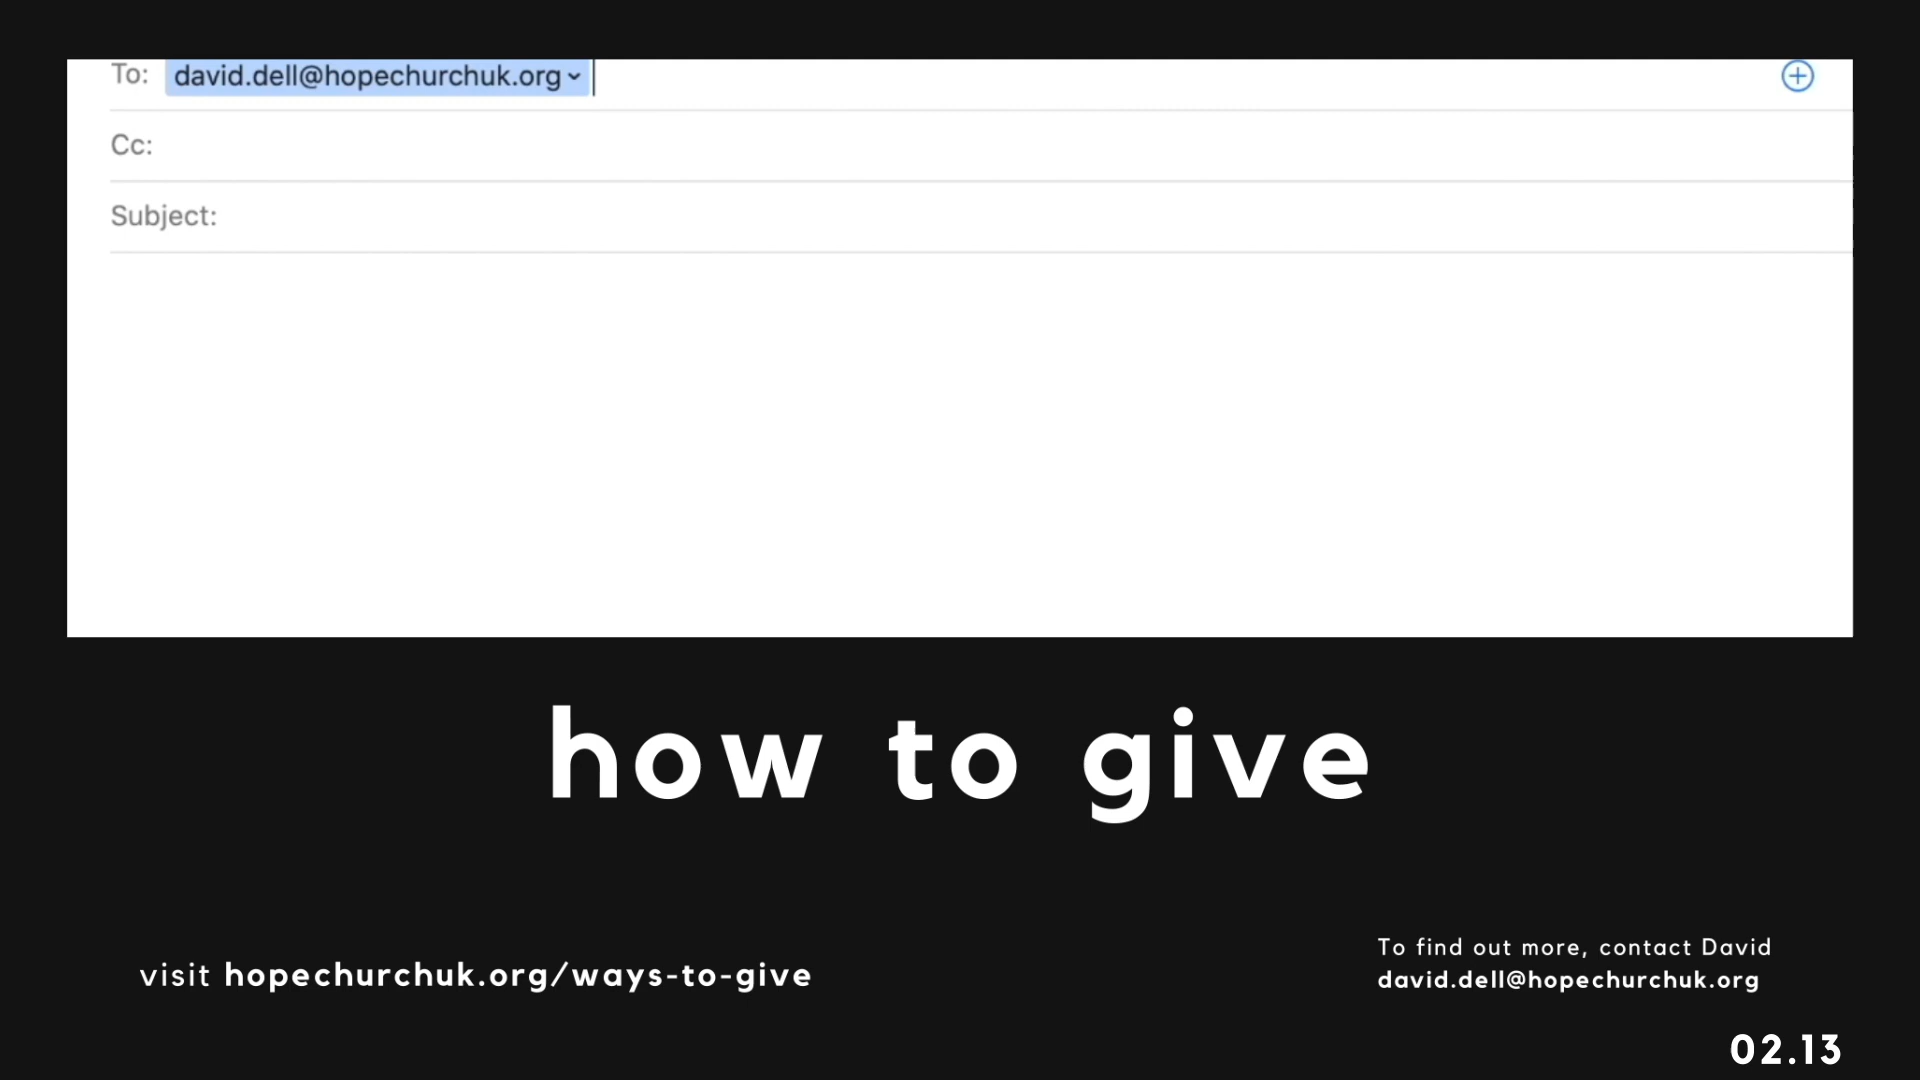 To: david.dell@hopechurchuk.org
Cc:
Subject:
how to give
visit hopechurchuk.org/ways-to-give
To find out more, contact David
david.dell@hopechurchuk.org
02.13